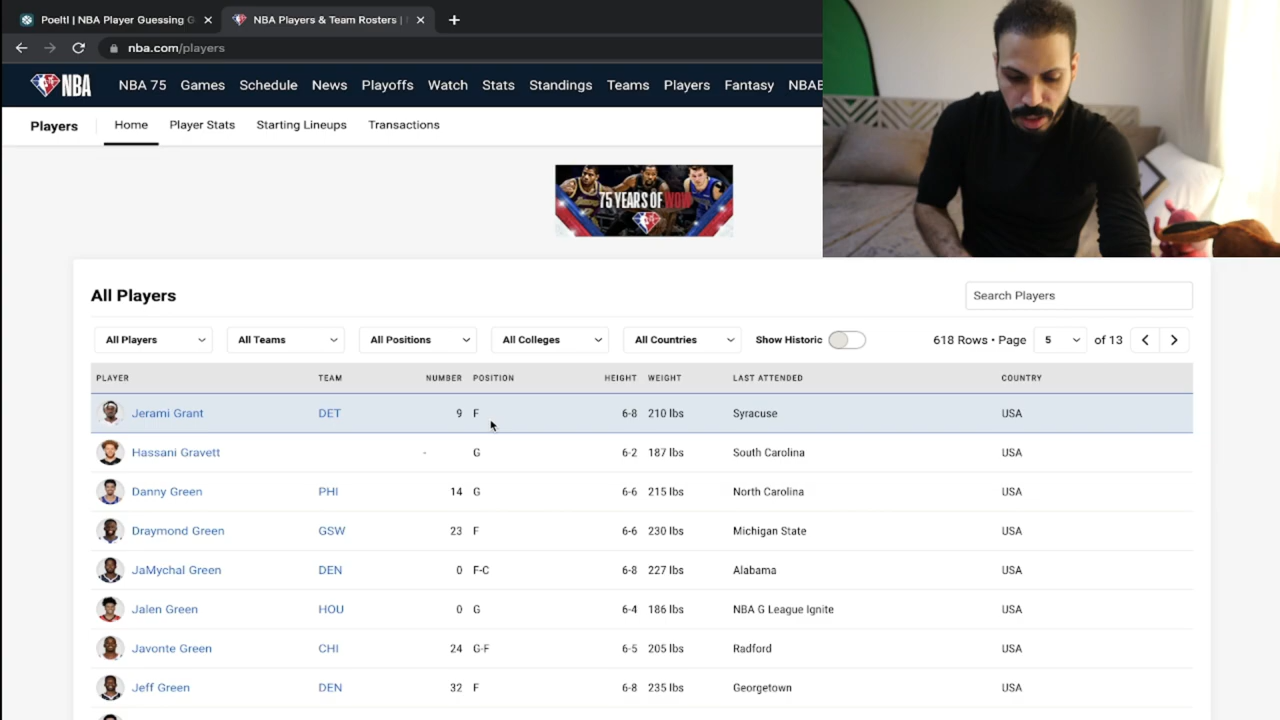 Poeltl | NBA Player Guessing G
NBA Players & Team Rosters |
nba.com/players
NBA NBA 75 Games Schedule News Playoffs Watch Stats Standings Teams Players Fantasy NBAE
Players Home Player Stats Starting Lineups Transactions
75 YEARS OF WOW
All Players
Search Players
All Players All Teams All Positions All Colleges All Countries Show Historic 618 Rows • Page 5 of 13
PLAYER TEAM NUMBER POSITION HEIGHT WEIGHT LAST ATTENDED COUNTRY
Jerami Grant DET 9 F 6-8 210 lbs Syracuse USA
Hassani Gravett - G 6-2 187 lbs South Carolina USA
Danny Green PHI 14 G 6-6 215 lbs North Carolina USA
Draymond Green GSW 23 F 6-6 230 lbs Michigan State USA
JaMychal Green DEN 0 F-C 6-8 227 lbs Alabama USA
Jalen Green HOU 0 G 6-4 186 lbs NBA G League Ignite USA
Javonte Green CHI 24 G-F 6-5 205 lbs Radford USA
Jeff Green DEN 32 F 6-8 235 lbs Georgetown USA